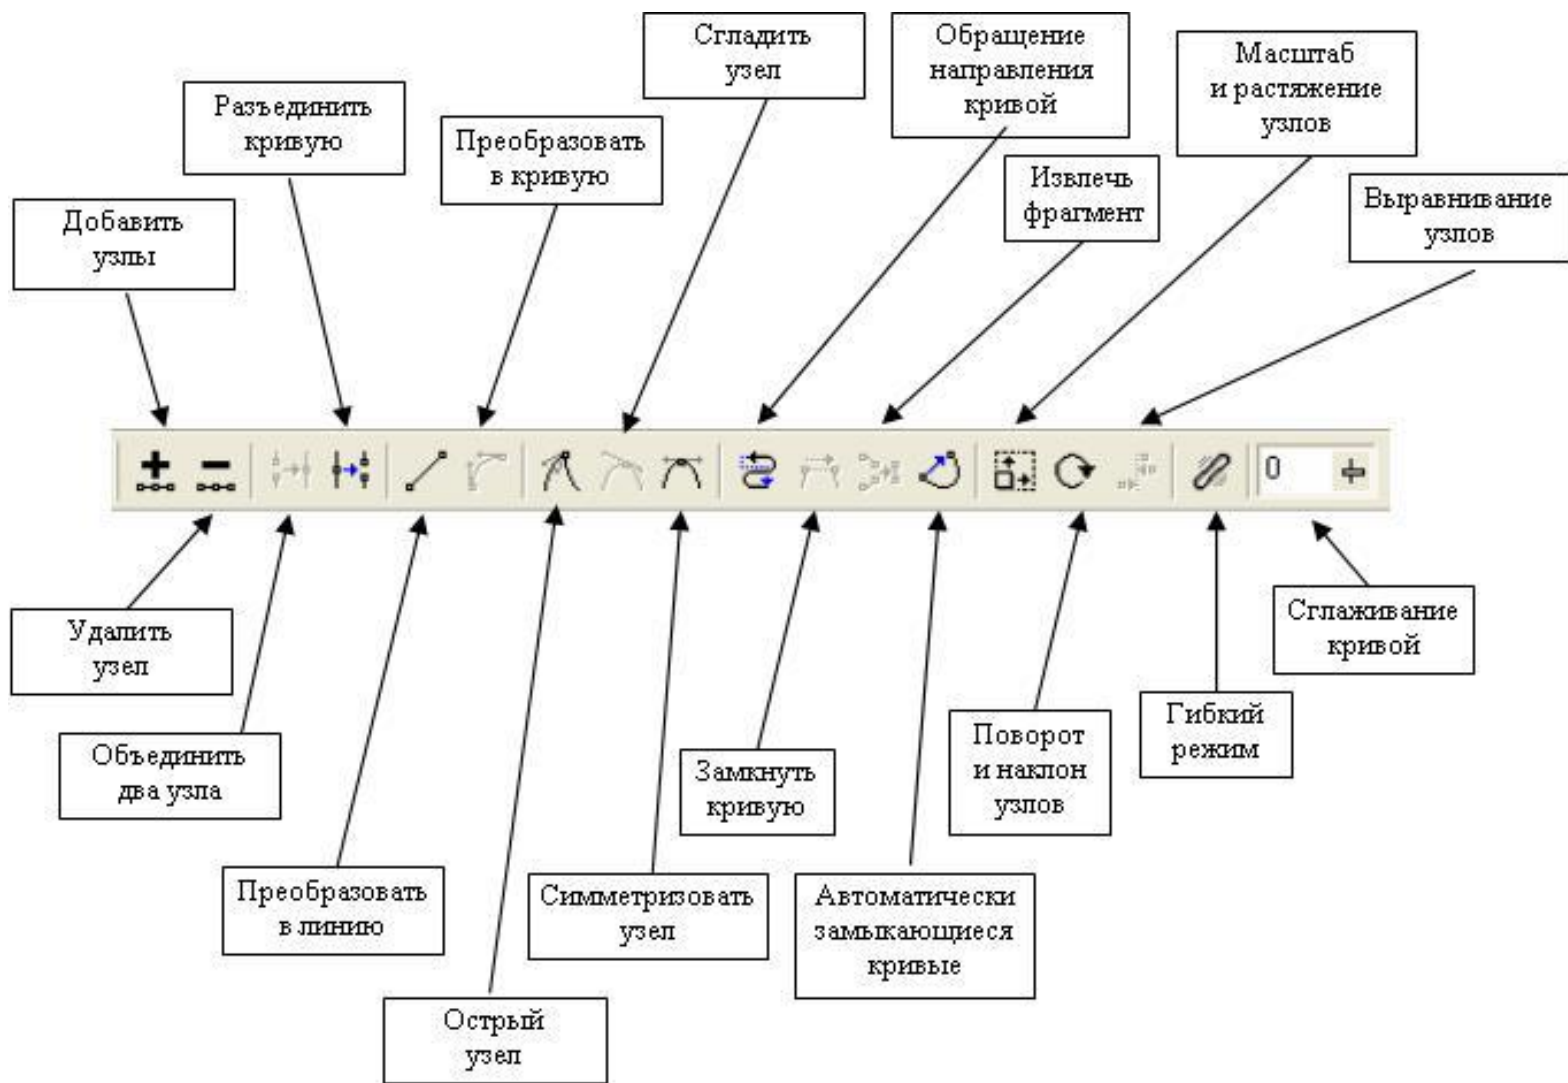 Сгладить
узел
Обращение
направления
кривой
Масштаб
и растяжение
узлов
Разъединить
кривую
Преобразовать
в кривую
Извлечь
фрагмент
Выравнивание
узлов
Добавить
узлы
0
Удалить
узел
Объединить
два узла
Преобразовать
в линию
Острый
узел
Симметризовать
узел
Замкнуть
кривую
Автоматически
замыкающиеся
кривые
Поворот
и наклон
узлов
Гибкий
режим
Сглаживание
кривой